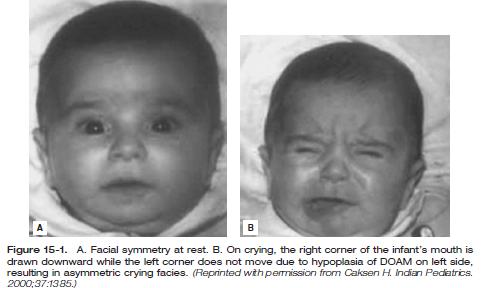 A
B
Figure 15-1. A. Facial symmetry at rest. B. On crying, the right corner of the infant's mouth is
drawn downward while the left corner does not move due to hypoplasia of DOAM on left side,
resulting in asymmetric crying facies. (Reprinted with permission from Caksen H. Indian Pediatrics.
2000;37:1385.)